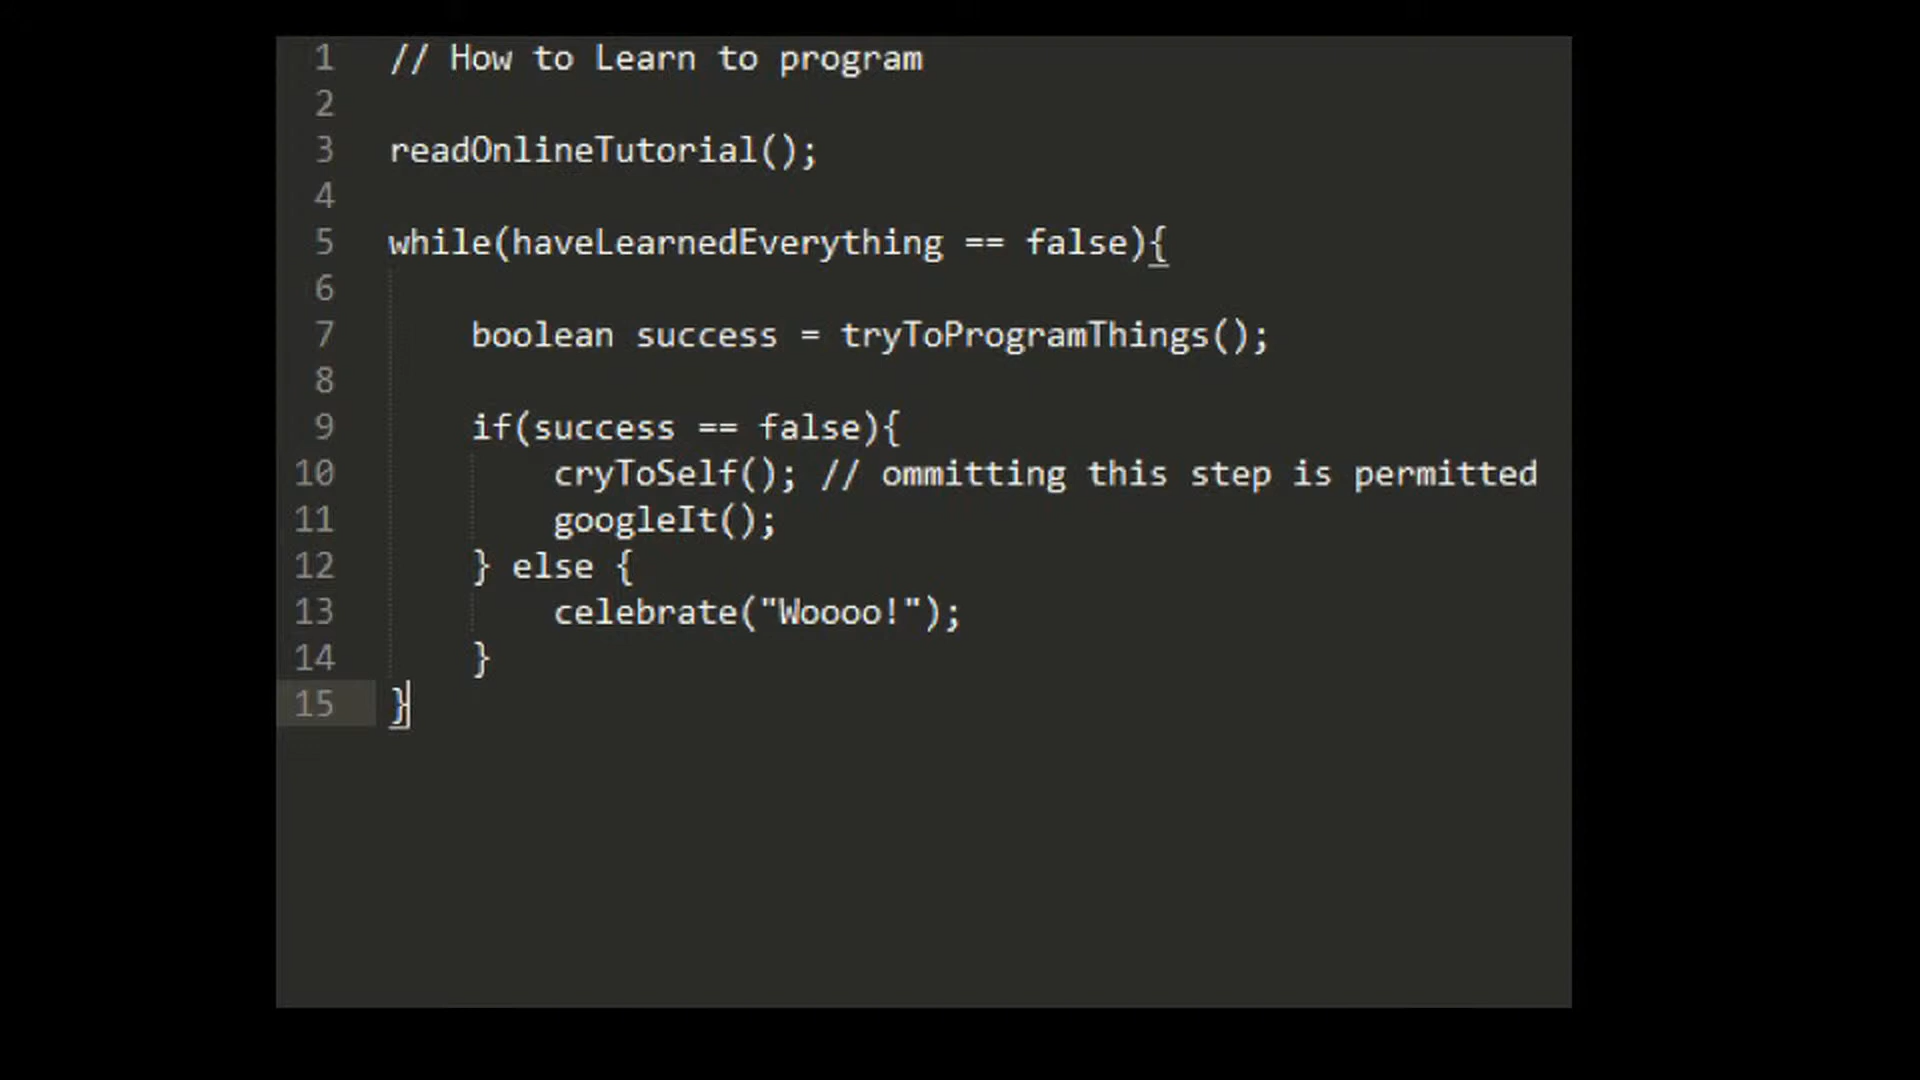 1 // How to Learn to program
2
3 readOnlineTutorial();
4
5 while(haveLearnedEverything == false){
6
7 boolean success = tryToProgramThings();
8
9 if(success == false){
10 cryToSelf(); // ommitting this step is permitted
11 googleIt();
12 } else {
13 celebrate("Woooo!");
14 }
15 }